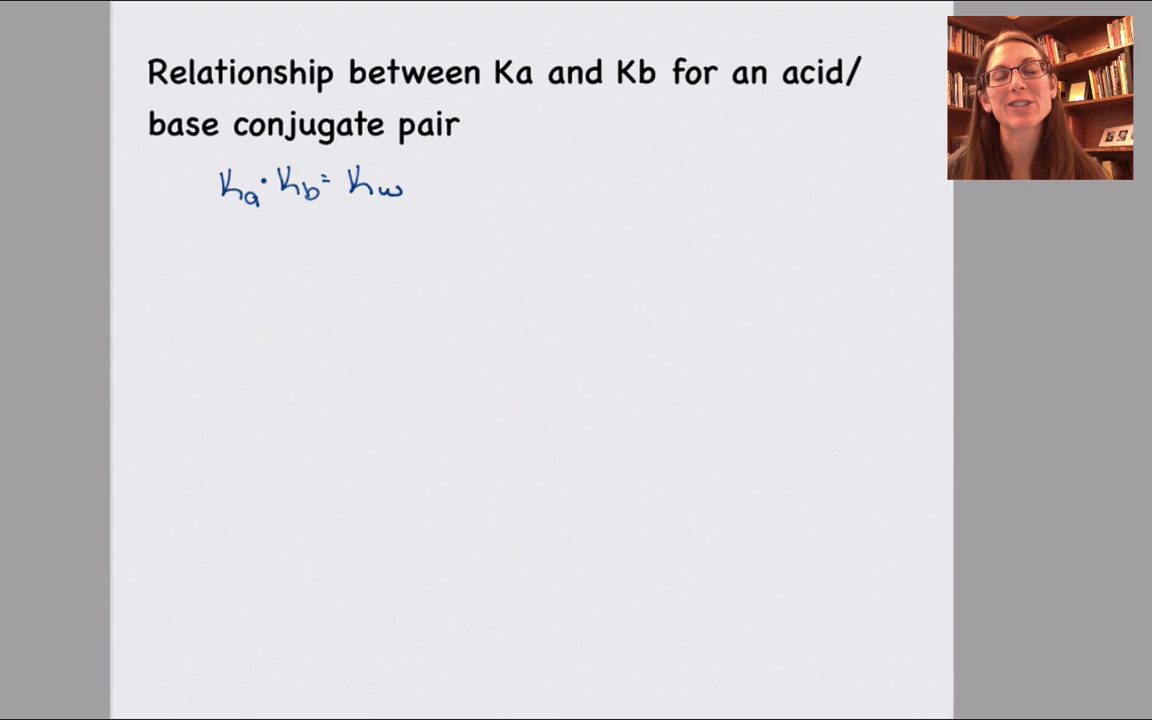 Relationship between Ka and Kb for an acid/
base conjugate pair
Ka · Kb = Kw